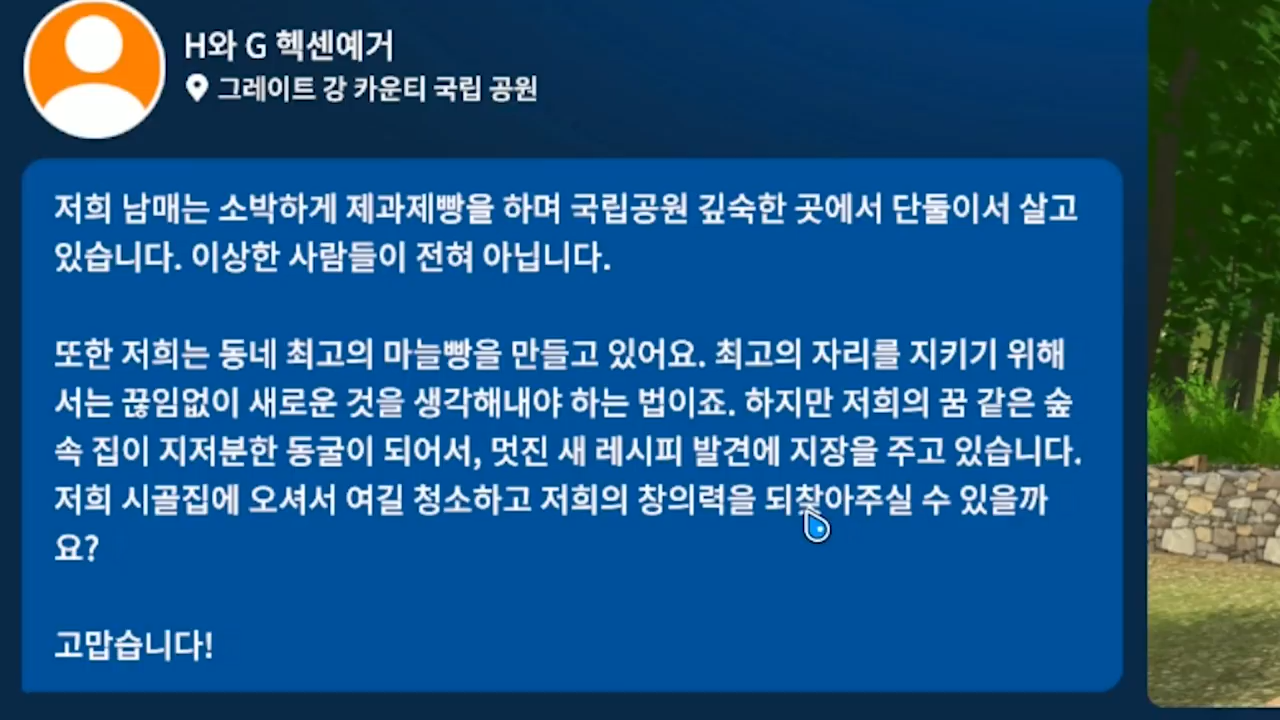 H와 G 헥센예거
그레이트 강 카운티 국립 공원
저희 남매는 소박하게 제과제빵을 하며 국립공원 깊숙한 곳에서 단둘이서 살고
있습니다. 이상한 사람들이 전혀 아닙니다.
또한 저희는 동네 최고의 마늘빵을 만들고 있어요. 최고의 자리를 지키기 위해
서는 끊임없이 새로운 것을 생각해내야 하는 법이죠. 하지만 저희의 꿈 같은 숲
속 집이 지저분한 동굴이 되어서, 멋진 새 레시피 발견에 지장을 주고 있습니다.
저희 시골집에 오셔서 여길 청소하고 저희의 창의력을 되찾아주실 수 있을까
요?
고맙습니다!